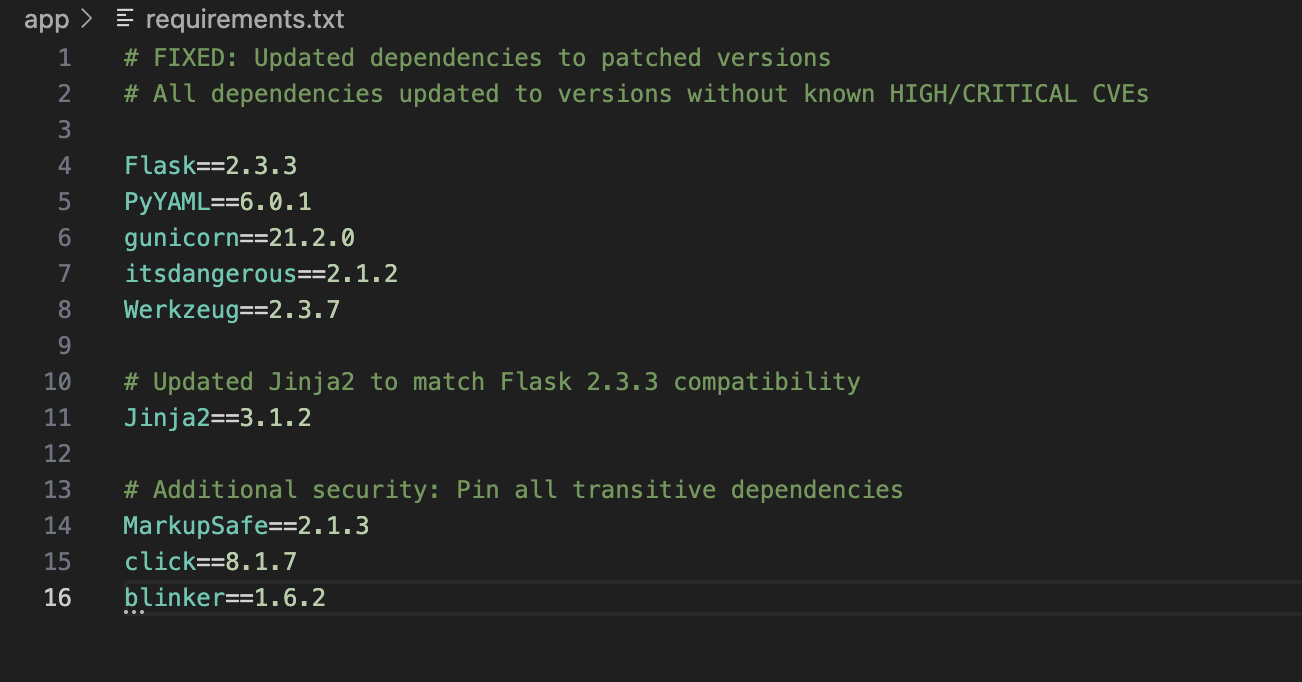 app > requirements.txt
1 # FIXED: Updated dependencies to patched versions
2 # All dependencies updated to versions without known HIGH/CRITICAL CVEs
3
4 Flask==2.3.3
5 PyYAML==6.0.1
6 gunicorn==21.2.0
7 itsdangerous==2.1.2
8 Werkzeug==2.3.7
9
10 # Updated Jinja2 to match Flask 2.3.3 compatibility
11 Jinja2==3.1.2
12
13 # Additional security: Pin all transitive dependencies
14 MarkupSafe==2.1.3
15 click==8.1.7
16 blinker==1.6.2